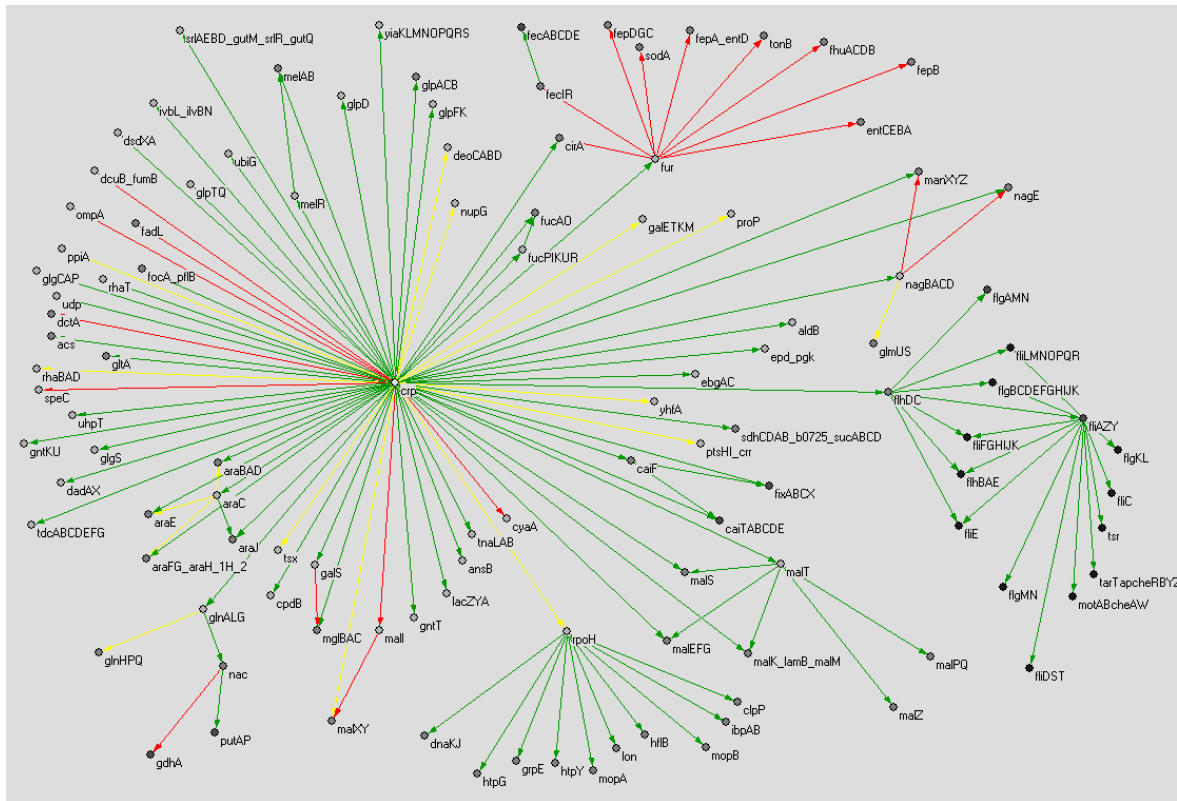 srlAEBD_gutM_srlR_gutQ
yiaKLMNOPQRS
fecABCDE
fepDGC
sodA
fepA_entD
tonB
fhuACDB
fepB
melAB
glpD
glpACB
fecIR
ivbL_ilvBN
glpFK
entCEBA
dsdXA
ubiG
deoCABD
cirA
fur
dcuB_fumB
glpTQ
melR
manXYZ
nagE
ompA
fadL
nupG
fucAO
galETKM
proP
ppiA
focA_pflB
fucPIKUR
nagBACD
glgCAP
rhaT
udp
flgAMN
dctA
aldB
acs
gltA
epd_pgk
glmUS
fliLMNOPQR
rhaBAD
ebgAC
speC
crp
flhDC
flgBCDEFGHIJK
uhpT
yhfA
sdhCDAB_b0725_sucABCD
fliAZY
gntKU
glgS
ptsHI_crr
fliFGHIJK
flgKL
araBAD
caiF
flhBAE
dadAX
araC
fixABCX
fliC
tdcABCDEFG
araE
cyaA
caiTABCDE
fliE
tsr
araJ
tnaLAB
araFG_araH_1H_2
tsx
galS
ansB
malS
malT
tarTapcheRBYZ
cpdB
lacZYA
flgMN
motABcheAW
glnALG
gntT
mglBAC
malI
rpoH
malEFG
glnHPQ
nac
malK_lamB_malM
malPQ
fliDST
malXY
clpP
malZ
putAP
ibpAB
dnaKJ
hflB
gdhA
lon
mopB
htpG
grpE
htpY
mopA